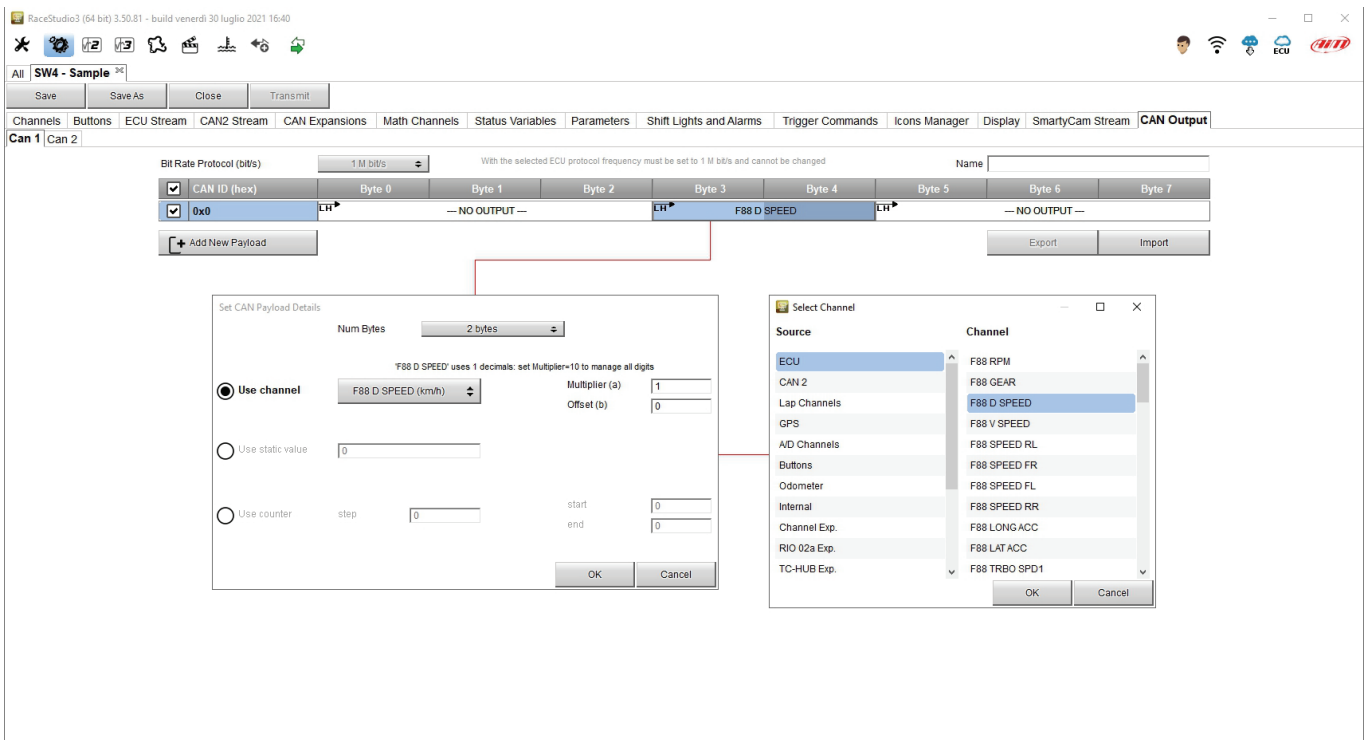 RaceStudio3 (64 bit) 3.50.81 - build venerdì 30 luglio 2021 16:40
ECU AiM
All SW4 - Sample
Save Save As Close Transmit
Channels Buttons ECU Stream CAN2 Stream CAN Expansions Math Channels Status Variables Parameters Shift Lights and Alarms Trigger Commands Icons Manager Display SmartyCam Stream CAN Output
Can 1 Can 2
Bit Rate Protocol (bit/s) 1 M bit/s With the selected ECU protocol frequency must be set to 1 M bit/s and cannot be changed Name
CAN ID (hex) Byte 0 Byte 1 Byte 2 Byte 3 Byte 4 Byte 5 Byte 6 Byte 7
0x0 LH --- NO OUTPUT --- LH F88 D SPEED LH --- NO OUTPUT ---
Add New Payload Export Import
Set CAN Payload Details
Num Bytes 2 bytes
'F88 D SPEED' uses 1 decimals: set Multiplier=10 to manage all digits
Use channel F88 D SPEED (km/h) Multiplier (a) 1
Offset (b) 0
Use static value 0
Use counter step 0 start 0
end 0
OK Cancel
Select Channel
Source Channel
ECU F88 RPM
CAN 2 F88 GEAR
Lap Channels F88 D SPEED
GPS F88 V SPEED
A/D Channels F88 SPEED RL
Buttons F88 SPEED FR
Odometer F88 SPEED FL
Internal F88 SPEED RR
Channel Exp. F88 LONG ACC
RIO 02a Exp. F88 LAT ACC
TC-HUB Exp. F88 TRBO SPD1
OK Cancel